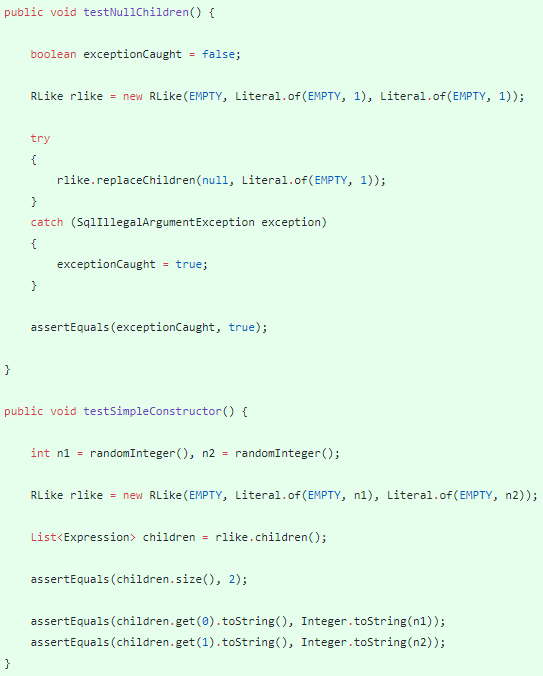 public void testNullChildren() {
boolean exceptionCaught = false;
RLike rlike = new RLike(EMPTY, Literal.of(EMPTY, 1), Literal.of(EMPTY, 1));
try
{
rlike.replaceChildren(null, Literal.of(EMPTY, 1));
}
catch (SqlIllegalArgumentException exception)
{
exceptionCaught = true;
}
assertEquals(exceptionCaught, true);
}
public void testSimpleConstructor() {
int n1 = randomInteger(), n2 = randomInteger();
RLike rlike = new RLike(EMPTY, Literal.of(EMPTY, n1), Literal.of(EMPTY, n2));
List<Expression> children = rlike.children();
assertEquals(children.size(), 2);
assertEquals(children.get(0).toString(), Integer.toString(n1));
assertEquals(children.get(1).toString(), Integer.toString(n2));
}